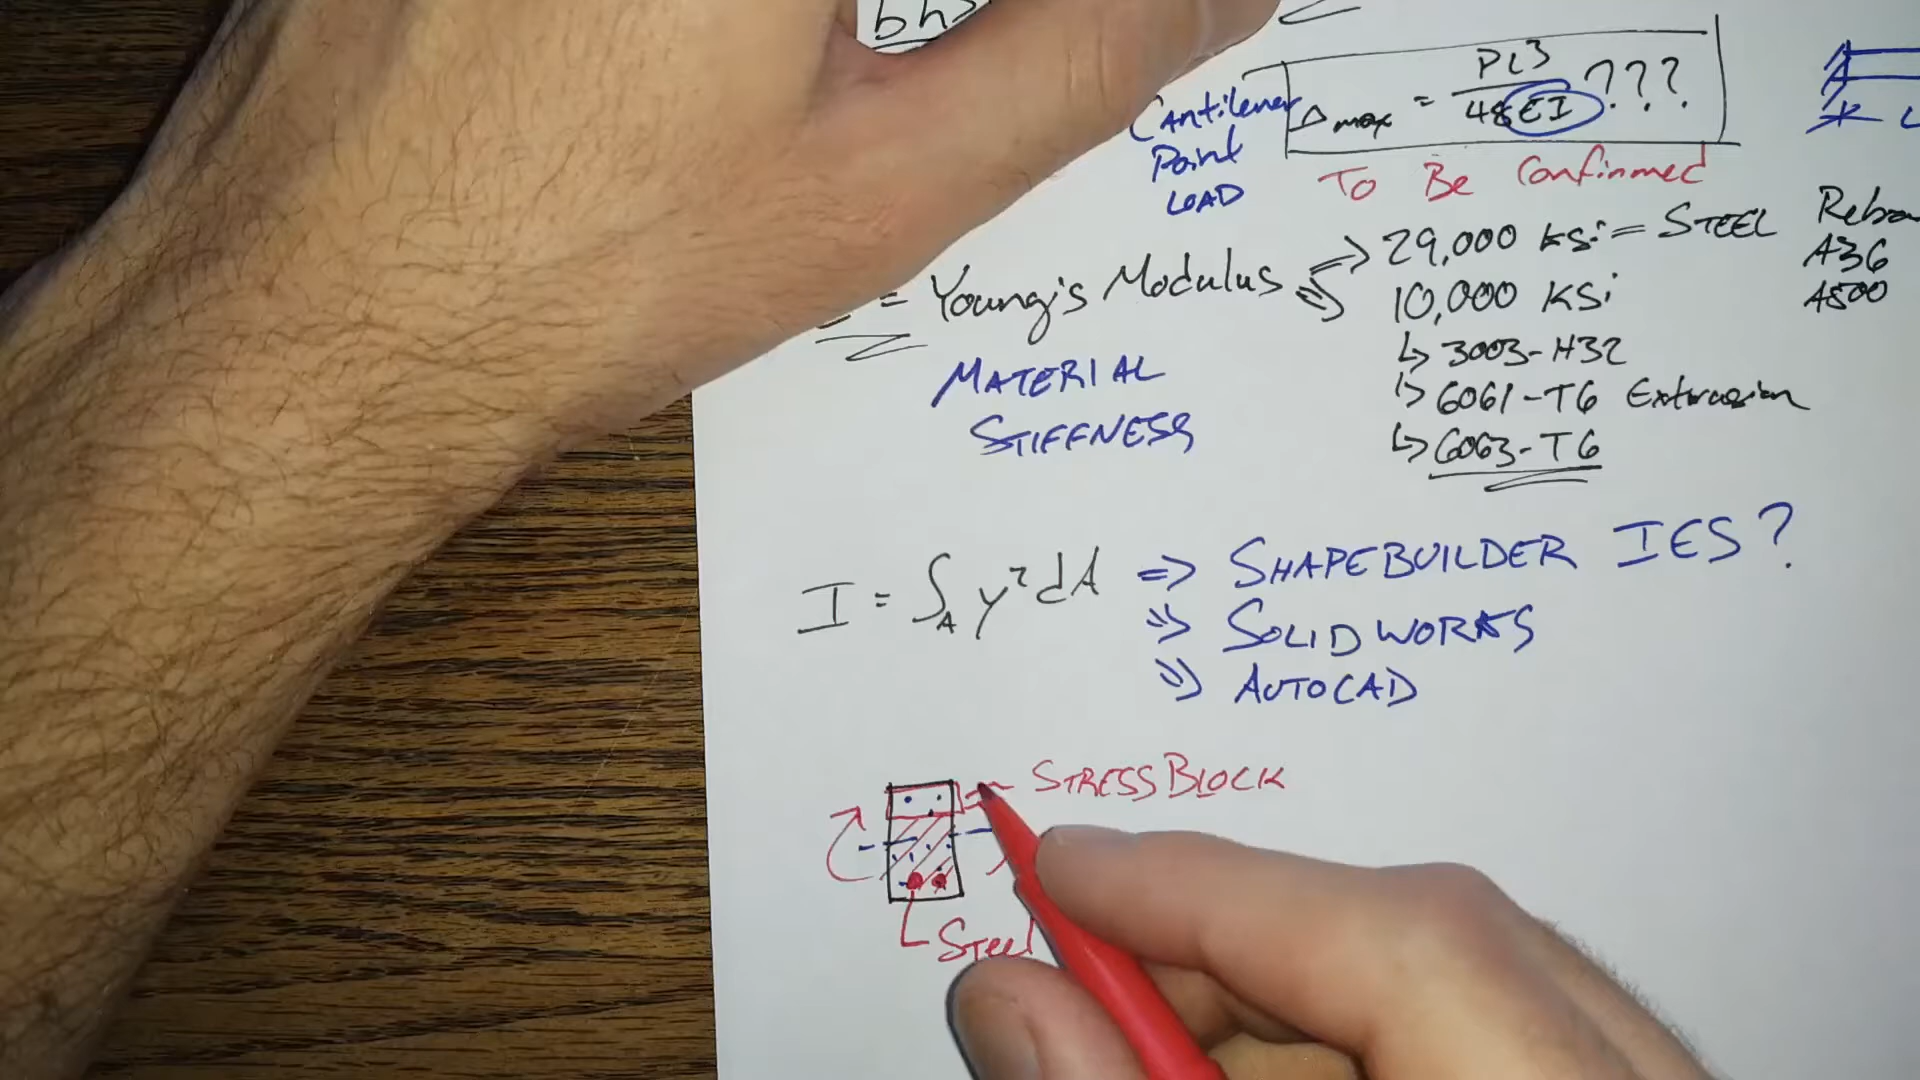 bh3
Δmax = PL3 / 48EI ???
Cantilever
Point
LOAD
To Be Confirmed
= Young's Modulus => 29,000 ksi = STEEL
A36
A500
10,000 KSi
↳ 3003-H32
↳ 6061-T6 Extrusion
↳ 6063-T6
MATERIAL
STIFFNESS
I = ∫A y² dA => SHAPEBUILDER IES?
=> SOLIDWORKS
=> AUTOCAD
STRESS BLOCK
Steel